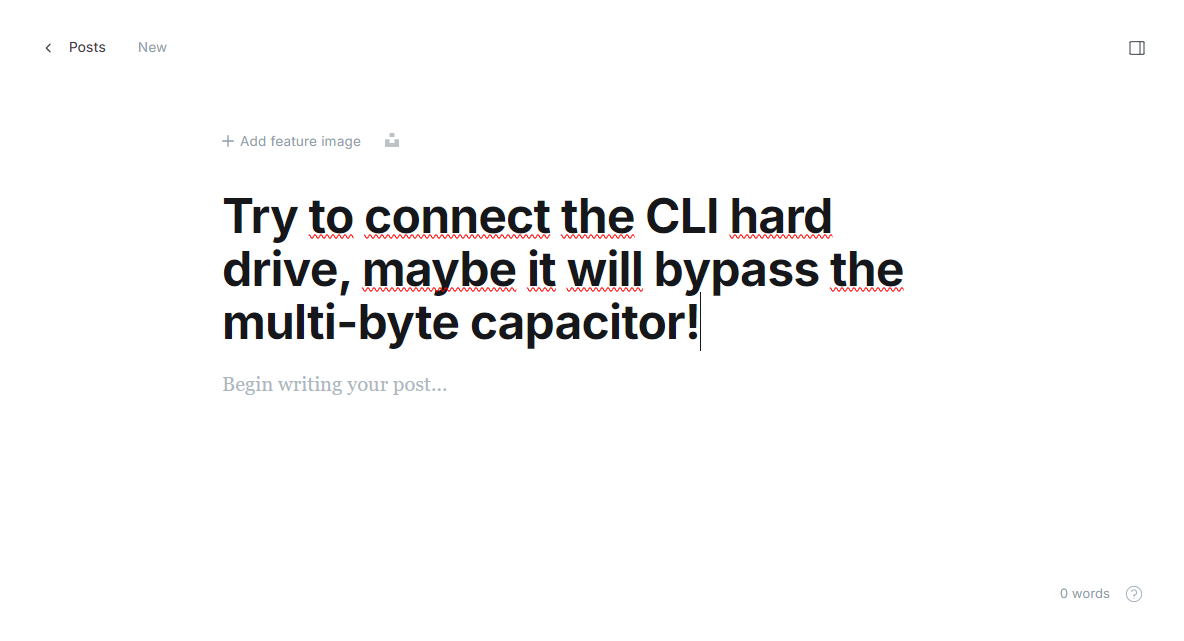 Posts New
Add feature image
Try to connect the CLI hard
drive, maybe it will bypass the
multi-byte capacitor!
Begin writing your post...
0 words ?